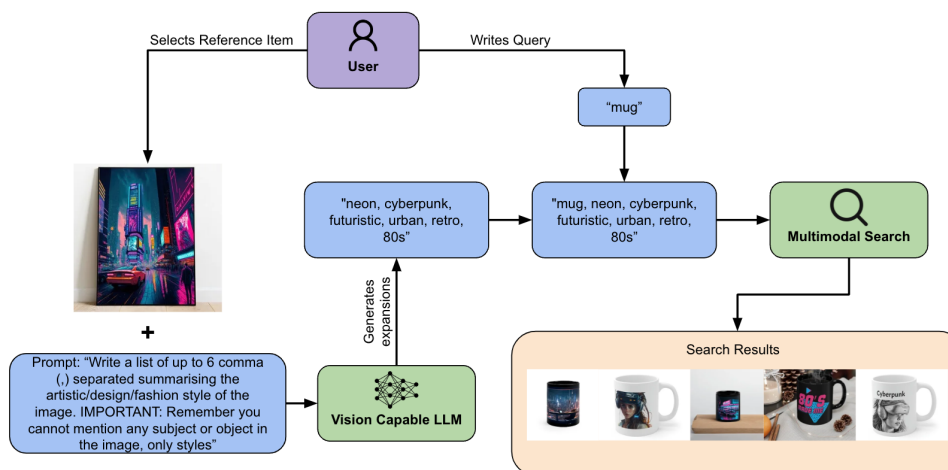 Selects Reference Item
Writes Query
User
“mug”
"neon, cyberpunk,
futuristic, urban, retro,
80s”
"mug, neon, cyberpunk,
futuristic, urban, retro,
80s”
Multimodal Search
Generates
expansions
+
Prompt: “Write a list of up to 6 comma
(,) separated summarising the
artistic/design/fashion style of the
image. IMPORTANT: Remember you
cannot mention any subject or object in
the image, only styles”
Vision Capable LLM
Search Results
80'S
Cyberpunk